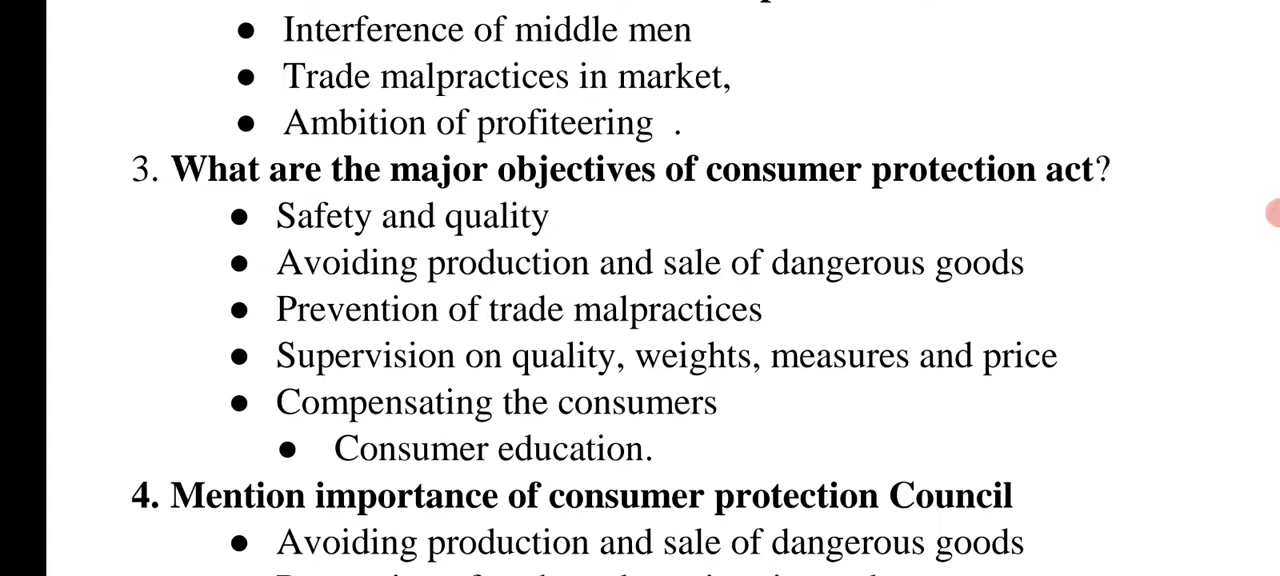 ● Interference of middle men
● Trade malpractices in market,
● Ambition of profiteering .
3. What are the major objectives of consumer protection act?
● Safety and quality
● Avoiding production and sale of dangerous goods
● Prevention of trade malpractices
● Supervision on quality, weights, measures and price
● Compensating the consumers
● Consumer education.
4. Mention importance of consumer protection Council
● Avoiding production and sale of dangerous goods